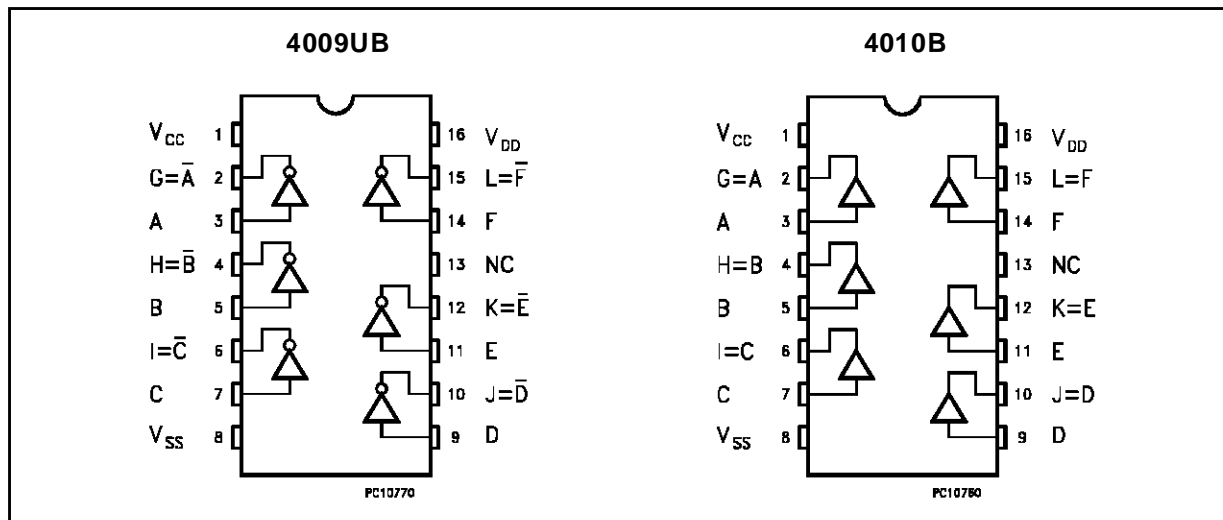 4009UB
V_CC 1 16 V_DD
G=A̅ 2 15 L=F̅
A 3 14 F
H=B̅ 4 13 NC
B 5 12 K=E̅
I=C̅ 6 11 E
C 7 10 J=D̅
V_SS 8 9 D
PC10770
4010B
V_CC 1 16 V_DD
G=A 2 15 L=F
A 3 14 F
H=B 4 13 NC
B 5 12 K=E
I=C 6 11 E
C 7 10 J=D
V_SS 8 9 D
PC10760